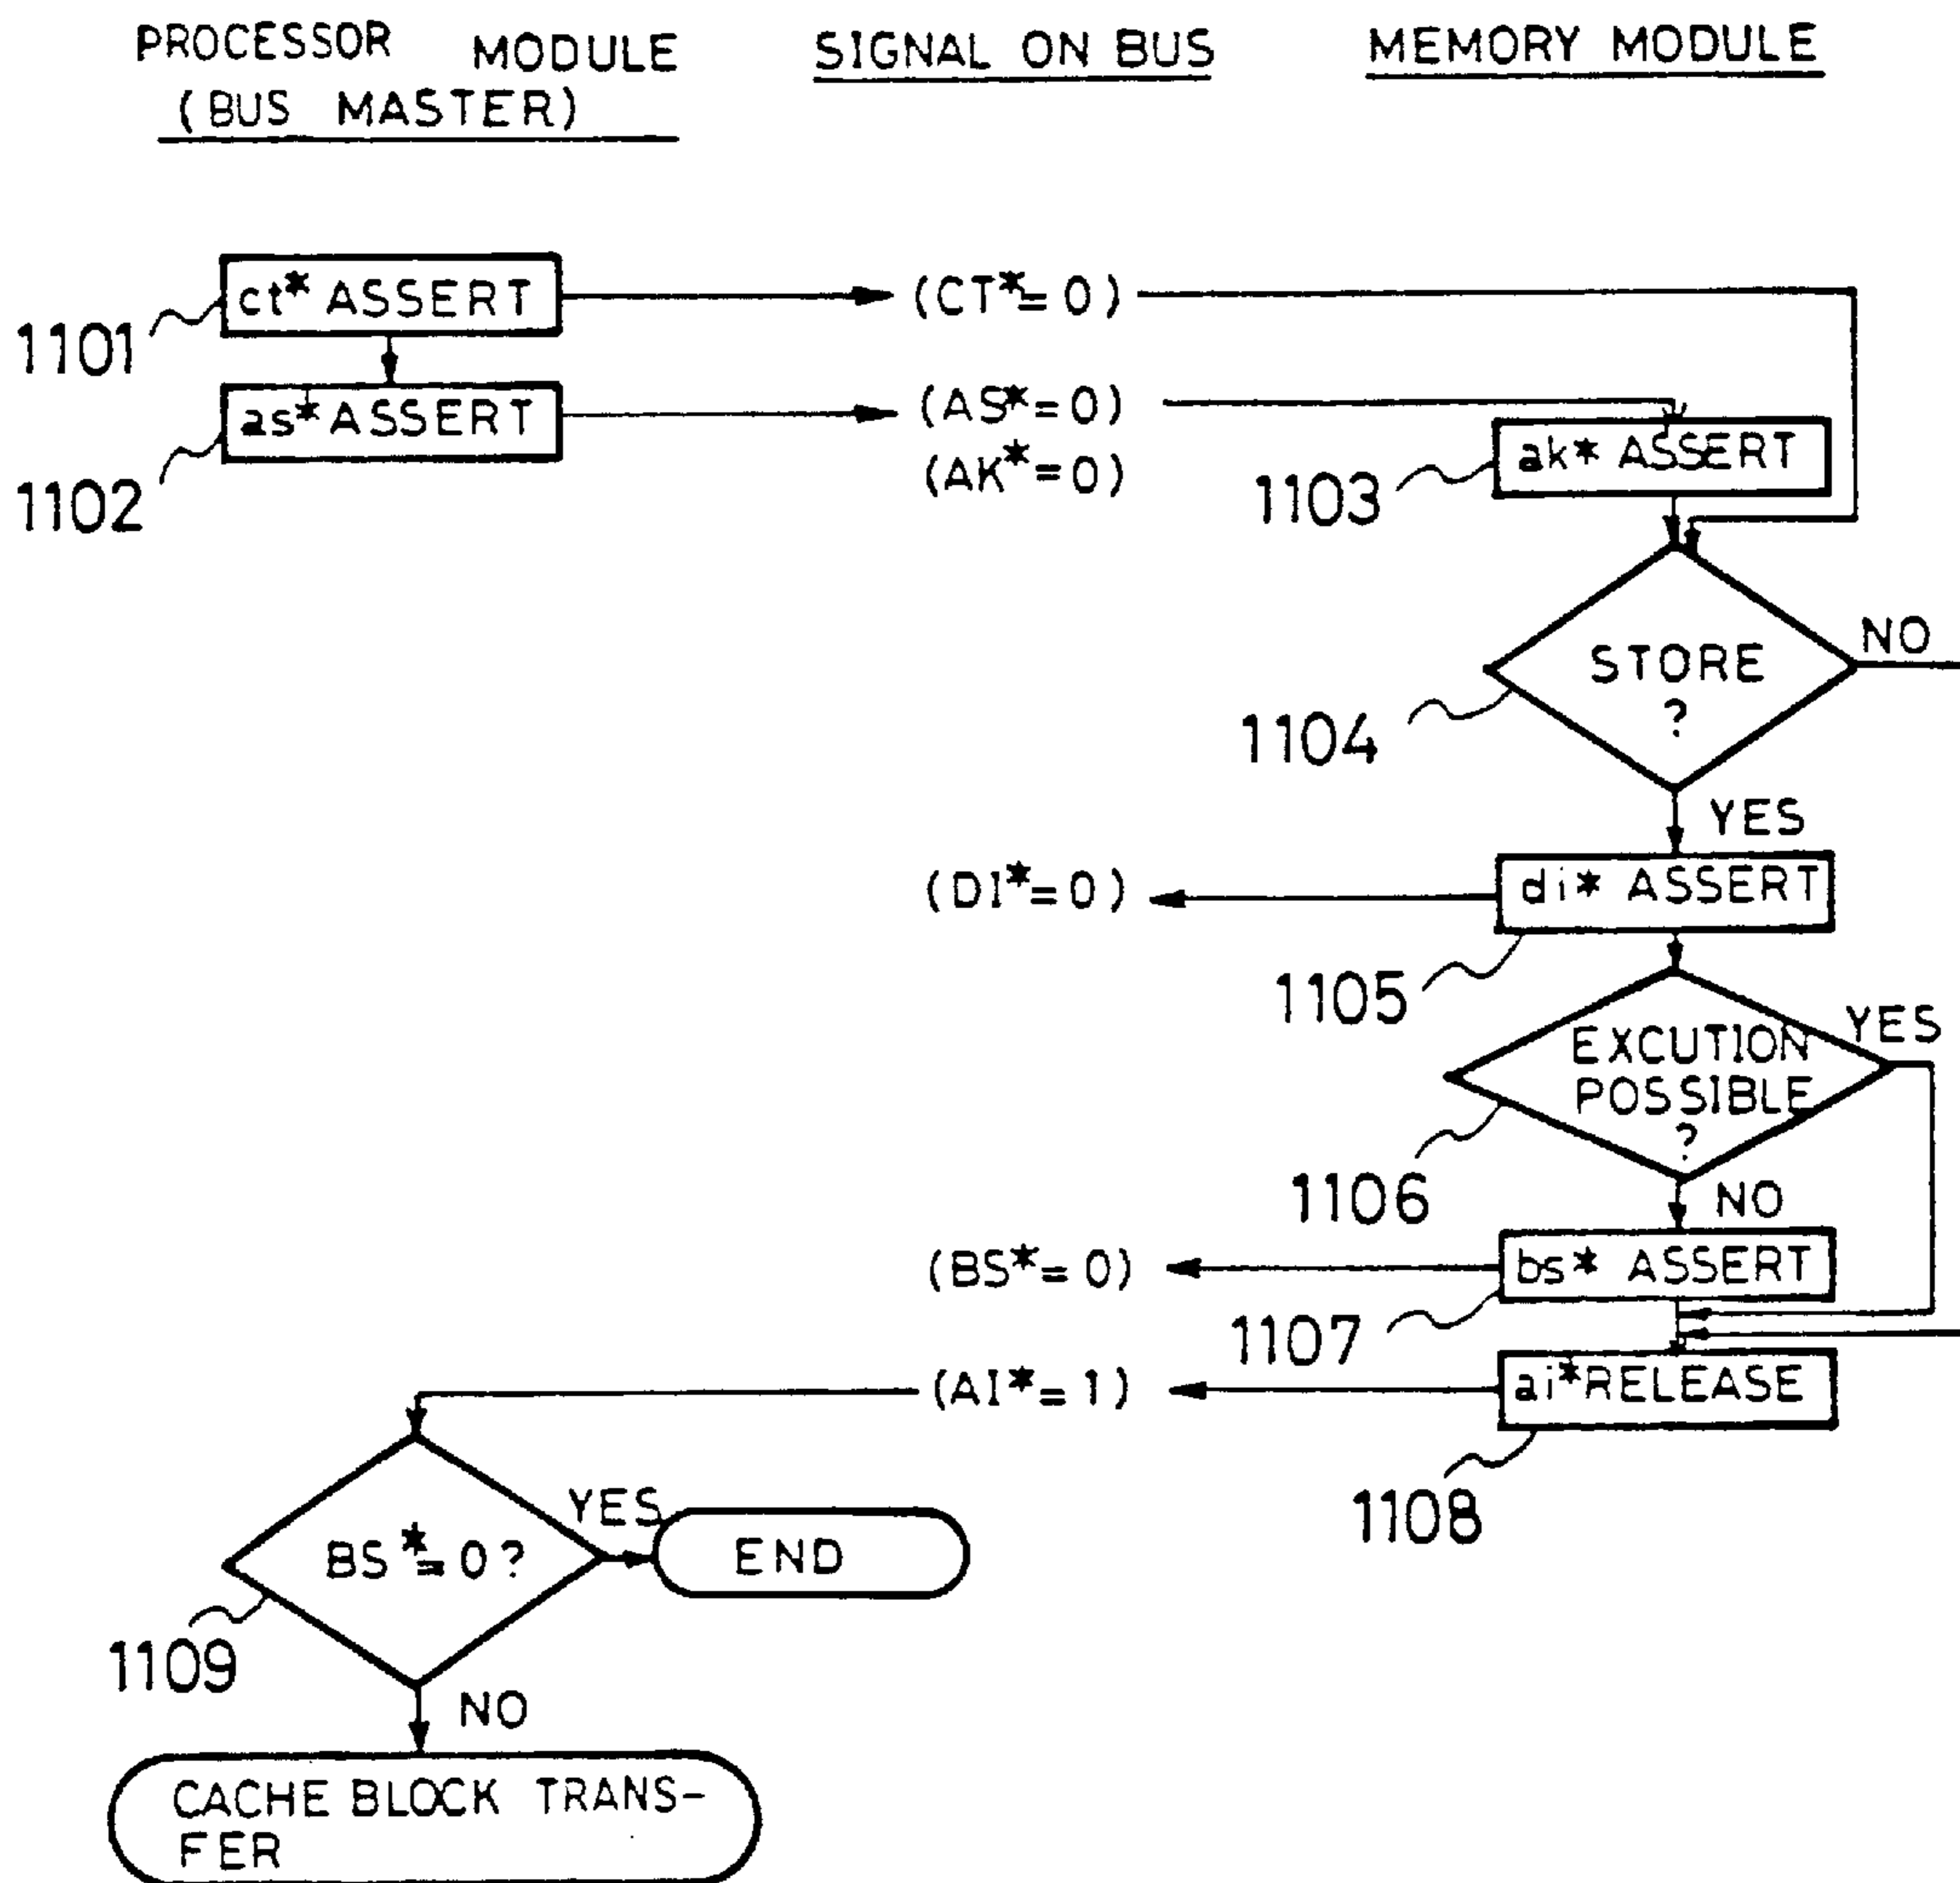 PROCESSOR MODULE
(BUS MASTER)
SIGNAL ON BUS
MEMORY MODULE
ct* ASSERT
(CT*=0)
1101
as* ASSERT
(AS*=0)
(AK*=0)
ak* ASSERT
1102
1103
STORE
?
NO
1104
YES
(DI*=0)
di* ASSERT
1105
EXCUTION
POSSIBLE
?
YES
1106
NO
(BS*=0)
bs* ASSERT
1107
(AI*=1)
ai*RELEASE
1108
BS*=0?
YES
END
1109
NO
CACHE BLOCK TRANS-
FER